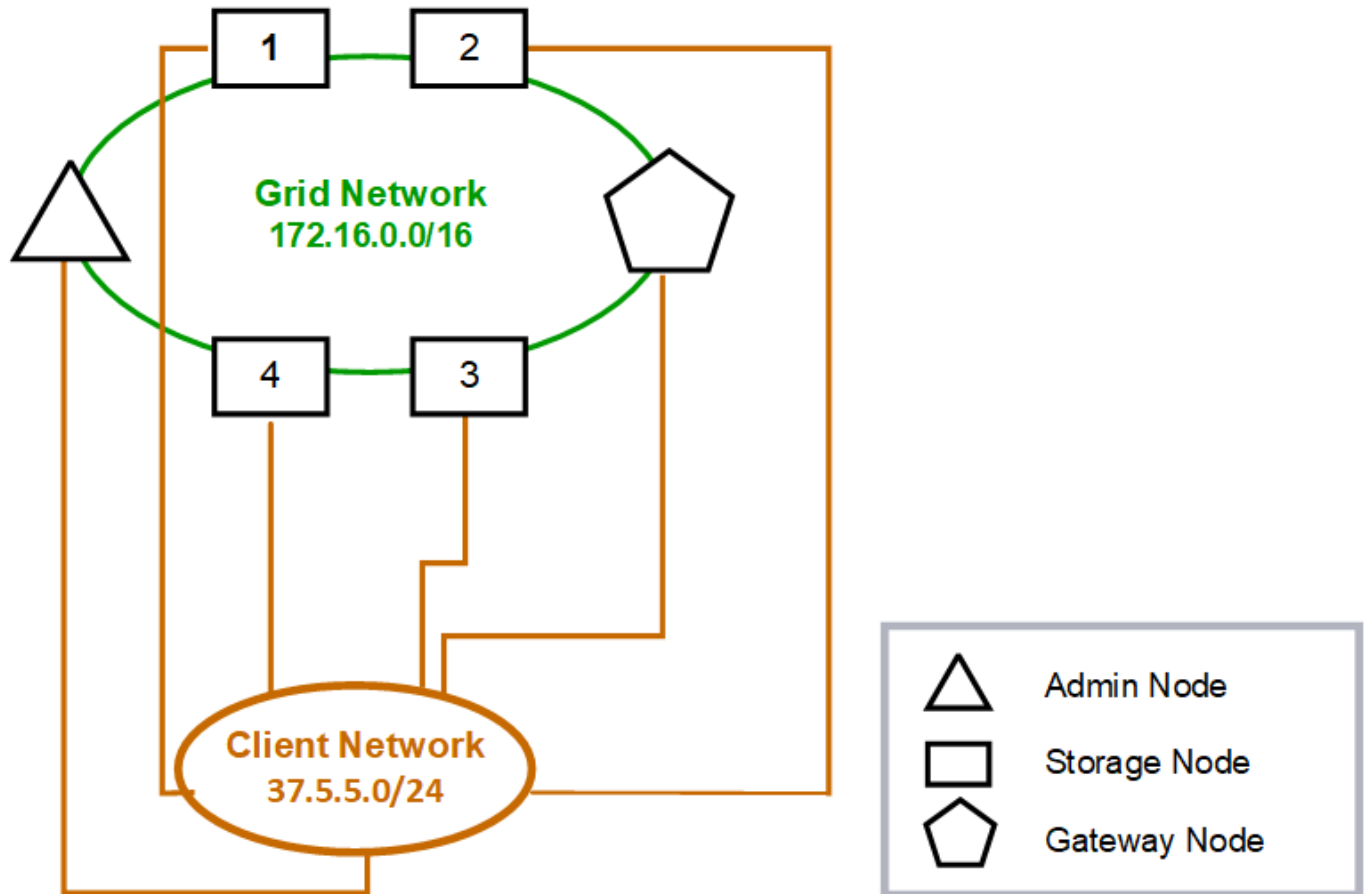 1
2
Grid Network
172.16.0.0/16
4
3
Client Network
37.5.5.0/24
Admin Node
Storage Node
Gateway Node